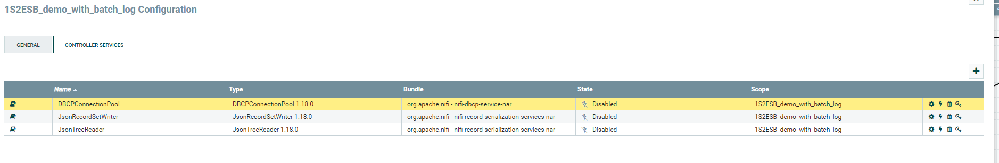 1S2ESB_demo_with_batch_log Configuration
GENERAL CONTROLLER SERVICES
Name Type Bundle State Scope
DBCPConnectionPool DBCPConnectionPool 1.18.0 org.apache.nifi - nifi-dbcp-service-nar Disabled 1S2ESB_demo_with_batch_log
JsonRecordSetWriter JsonRecordSetWriter 1.18.0 org.apache.nifi - nifi-record-serialization-services-nar Disabled 1S2ESB_demo_with_batch_log
JsonTreeReader JsonTreeReader 1.18.0 org.apache.nifi - nifi-record-serialization-services-nar Disabled 1S2ESB_demo_with_batch_log